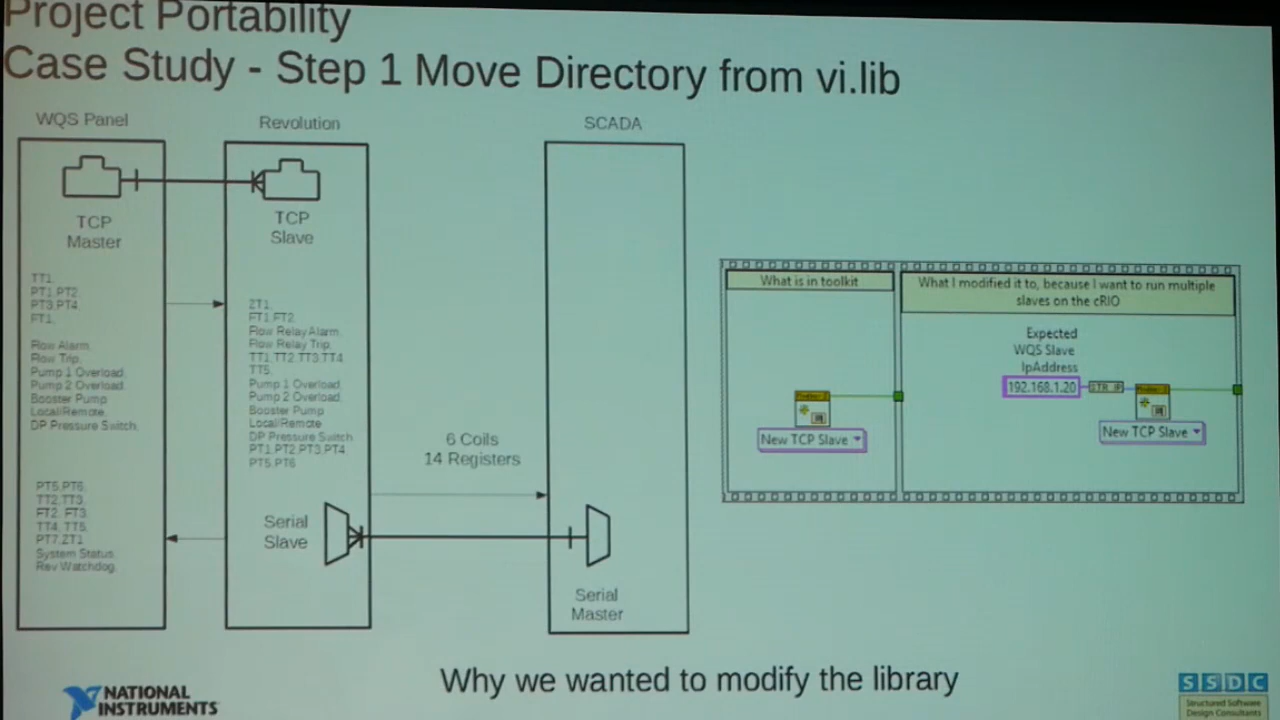 Project Portability
Case Study - Step 1 Move Directory from vi.lib
WQS Panel
Revolution
SCADA
TCP
Master
TCP
Slave
TT1.
PT1.PT2.
PT3.PT4.
FT1.
Flow Alarm.
Flow Trip.
Pump 1 Overload.
Pump 2 Overload.
Booster Pump
Local/Remote.
DP Pressure Switch.
PT5.PT6.
TT2.TT3.
FT2. FT3.
TT4. TT5.
PT7.ZT1.
System Status.
Rev Watchdog.
ZT1.
FT1.FT2.
Flow Relay Alarm.
Flow Relay Trip.
TT1.TT2.TT3.TT4
TT5.
Pump 1 Overload.
Pump 2 Overload.
Booster Pump
Local/Remote
DP Pressure Switch.
PT1.PT2.PT3.PT4
PT5.PT6
Serial
Slave
6 Coils
14 Registers
Serial
Master
What is in toolkit
New TCP Slave
What I modified it to, because I want to run multiple
slaves on the cRIO
Expected
WQS Slave
IpAddress
192.168.1.20
STR IP
New TCP Slave
Why we wanted to modify the library
NATIONAL
INSTRUMENTS
SSDC
Structured Software
Design Consultants